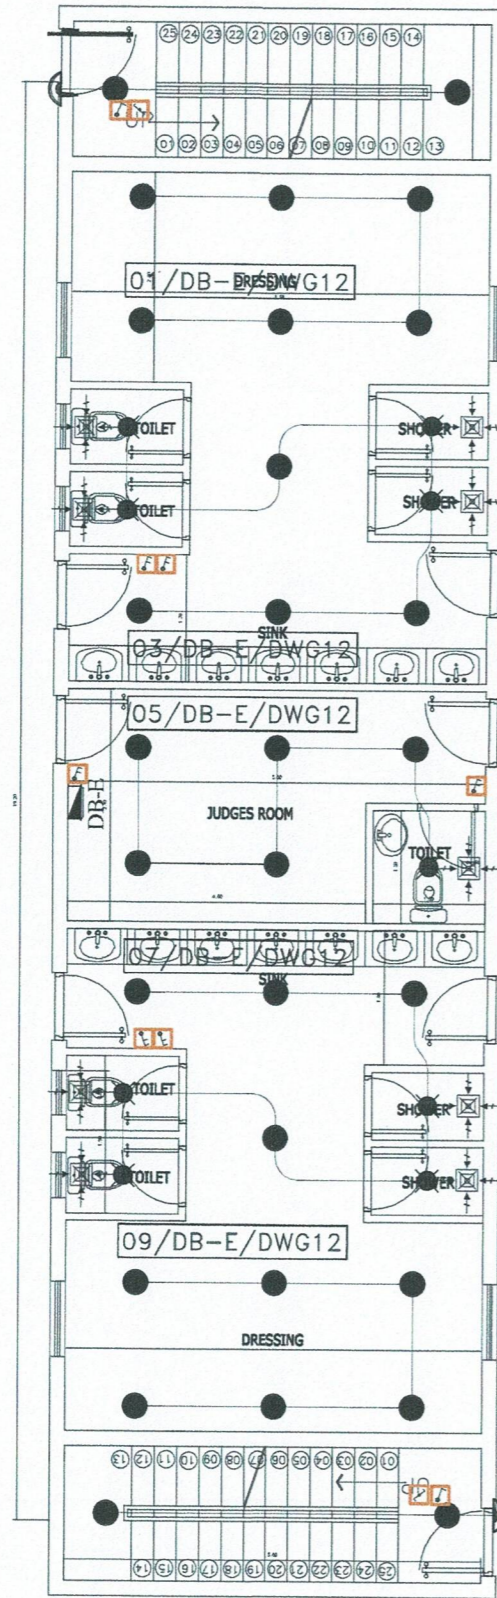 25 24 23 22 21 20 19 18 17 16 15 14
UP
01 02 03 04 05 06 07 08 09 10 11 12 13
01/DB-E/DWG12
DRESSING
TOILET
SHOWER
TOILET
SHOWER
SINK
03/DB-E/DWG12
05/DB-E/DWG12
DB-E
JUDGES ROOM
TOILET
07/DB-E/DWG12
SINK
TOILET
SHOWER
TOILET
SHOWER
09/DB-E/DWG12
DRESSING
13 12 11 10 09 08 07 06 05 04 03 02 01
UP
14 15 16 17 18 19 20 21 22 23 24 25